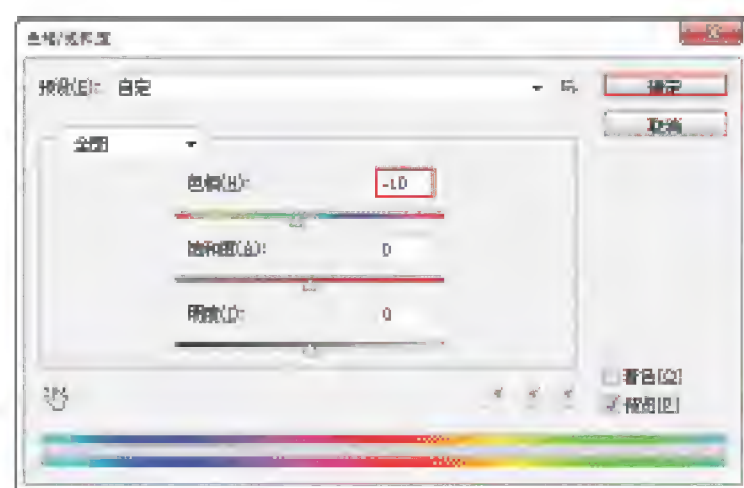 色相/饱和度
预设(E): 自定
确定
取消
全图
色相(H): -10
饱和度(A): 0
明度(I): 0
着色(O)
预览(P)